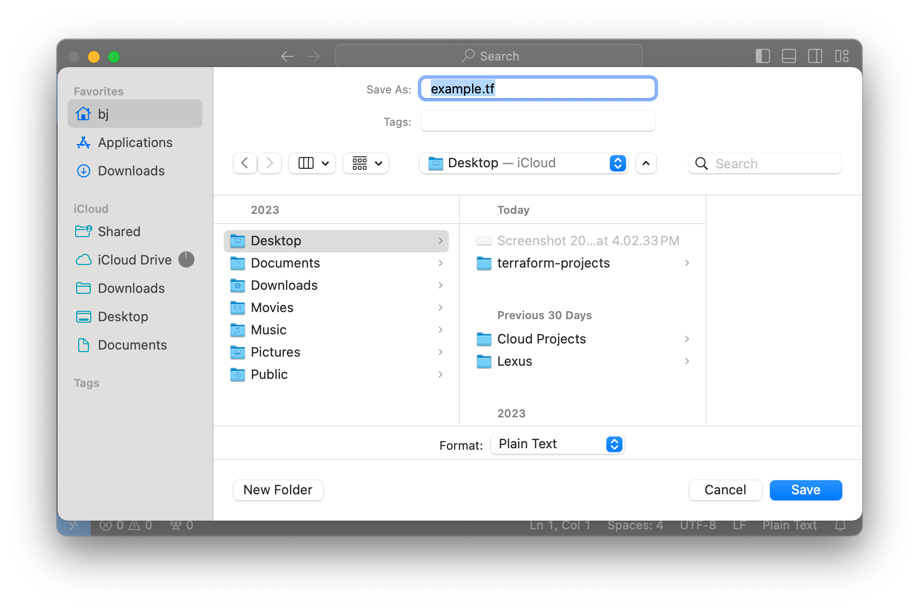 Search
Favorites
bj
Applications
Downloads
iCloud
Shared
iCloud Drive
Downloads
Desktop
Documents
Tags
Save As: example.tf
Tags:
Desktop — iCloud
Search
2023
Desktop
Documents
Downloads
Movies
Music
Pictures
Public
Today
Screenshot 20...at 4.02.33 PM
terraform-projects
Previous 30 Days
Cloud Projects
Lexus
2023
Format: Plain Text
New Folder
Cancel
Save
0 0 0 Ln 1, Col 1 Spaces: 4 UTF-8 LF Plain Text